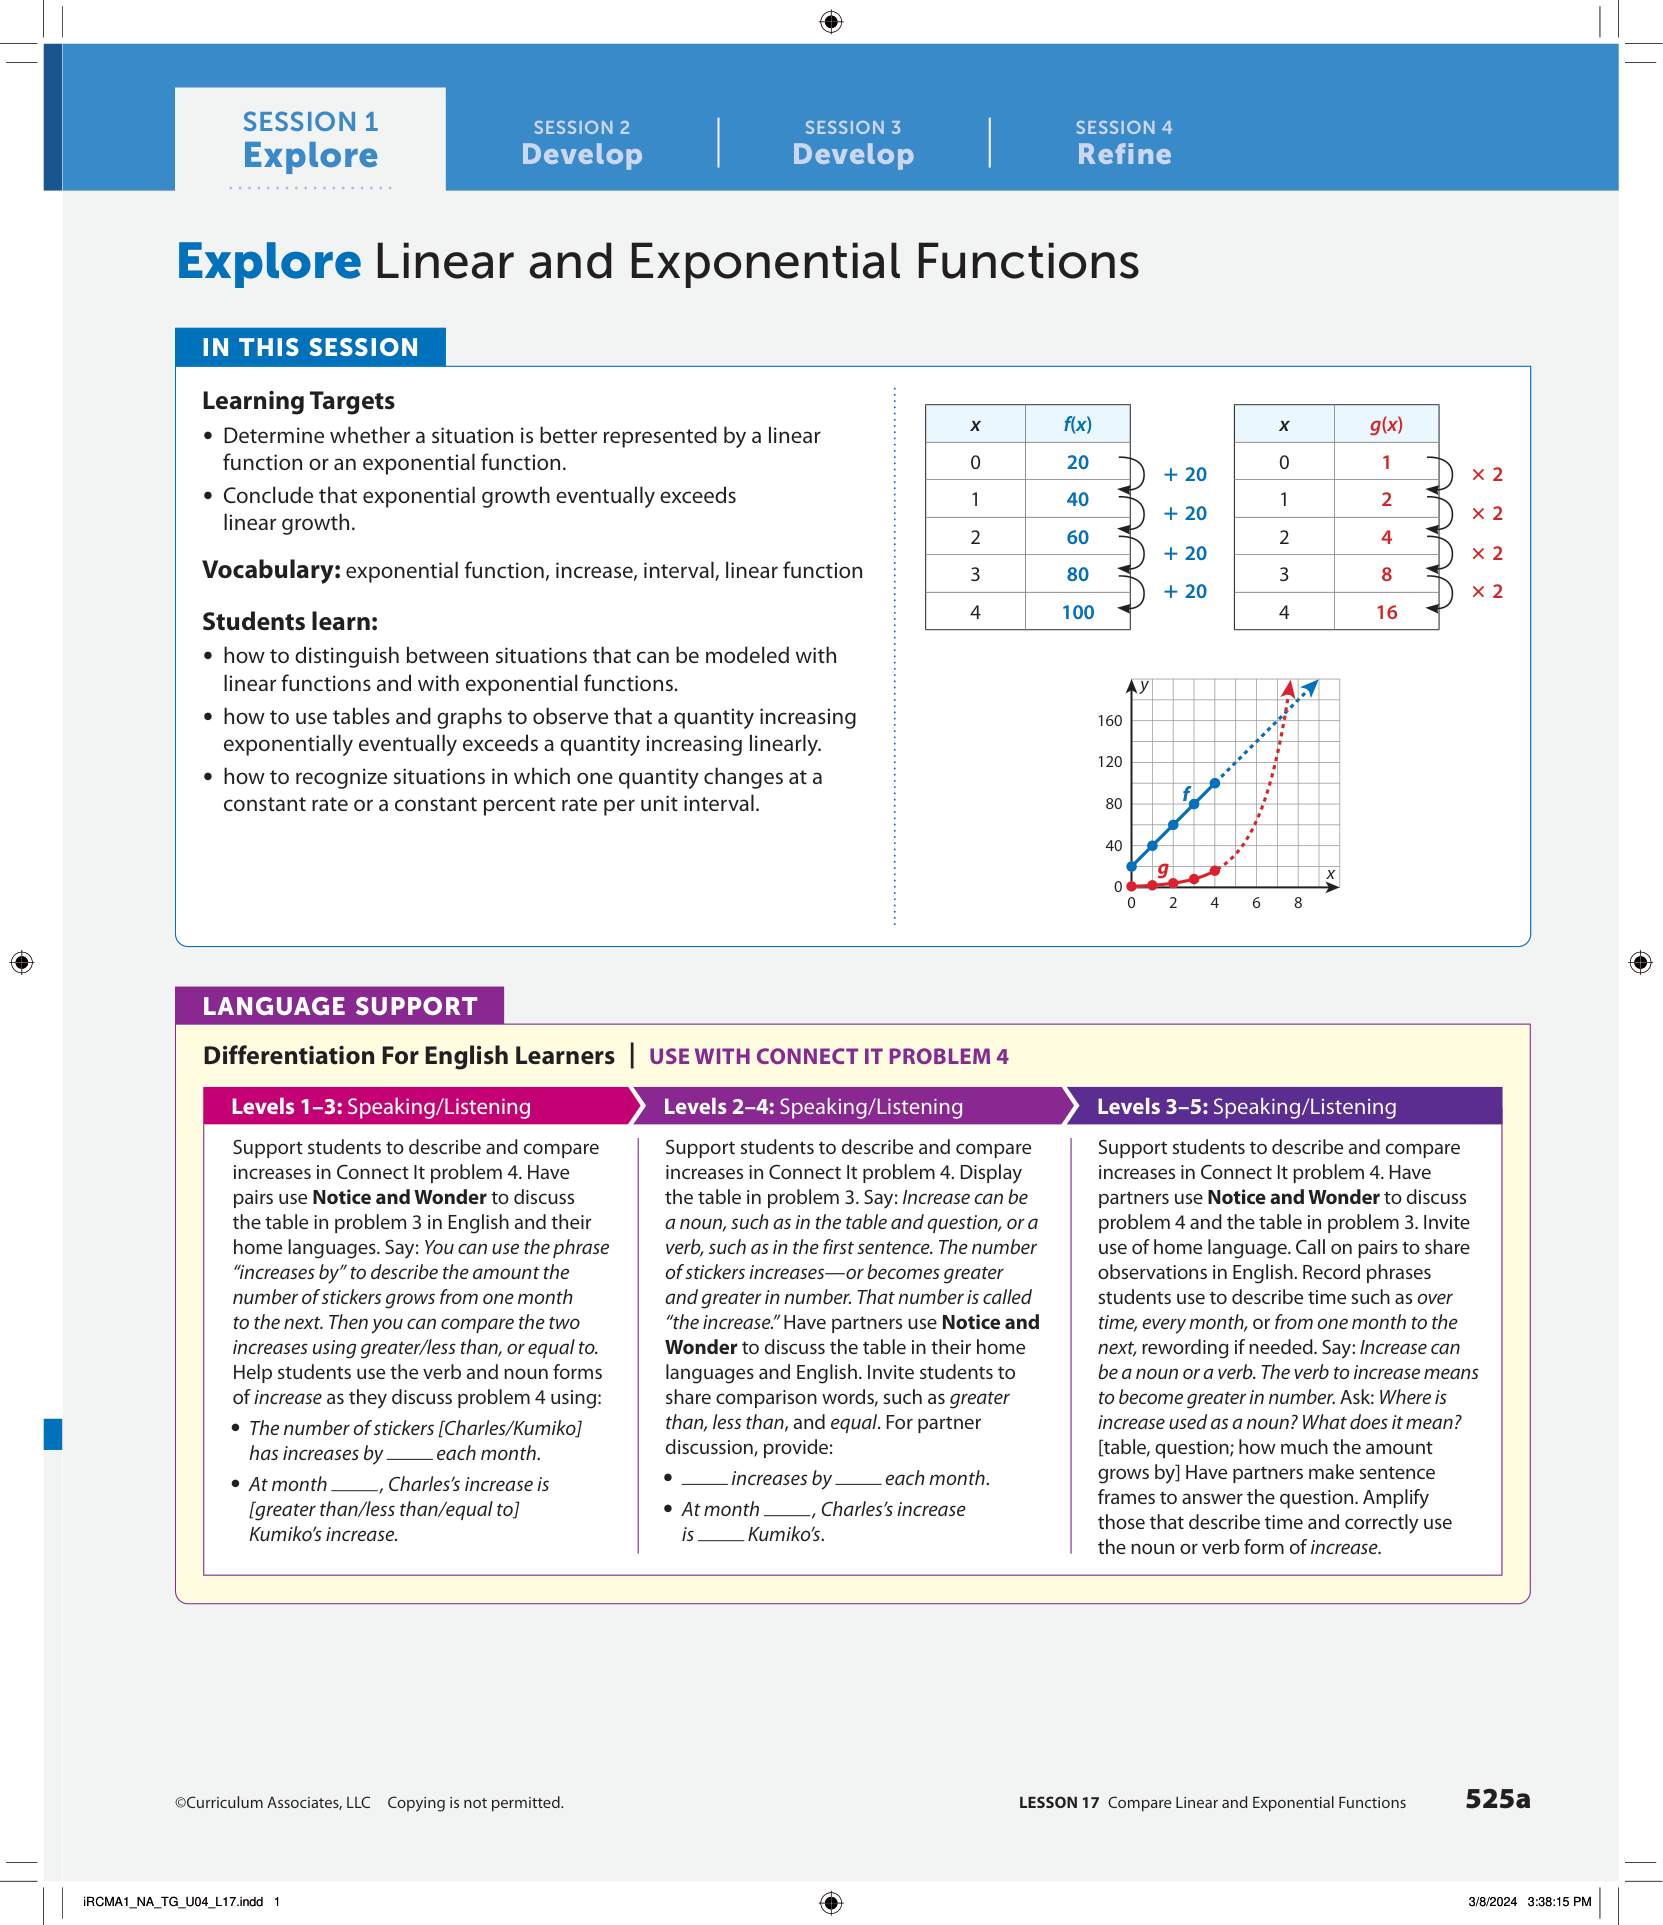 SESSION 1
Explore
SESSION 2
Develop
SESSION 3
Develop
SESSION 4
Refine
Explore Linear and Exponential Functions
IN THIS SESSION
Learning Targets
• Determine whether a situation is better represented by a linear
function or an exponential function.
• Conclude that exponential growth eventually exceeds
linear growth.
Vocabulary: exponential function, increase, interval, linear function
Students learn:
• how to distinguish between situations that can be modeled with
linear functions and with exponential functions.
• how to use tables and graphs to observe that a quantity increasing
exponentially eventually exceeds a quantity increasing linearly.
• how to recognize situations in which one quantity changes at a
constant rate or a constant percent rate per unit interval.
x f(x)
0 20
1 40
2 60
3 80
4 100
+ 20
+ 20
+ 20
+ 20
x g(x)
0 1
1 2
2 4
3 8
4 16
× 2
× 2
× 2
× 2
y
160
120
80
40
0
f
g
x
0 2 4 6 8
LANGUAGE SUPPORT
Differentiation For English Learners | USE WITH CONNECT IT PROBLEM 4
Levels 1–3: Speaking/Listening
Support students to describe and compare
increases in Connect It problem 4. Have
pairs use Notice and Wonder to discuss
the table in problem 3 in English and their
home languages. Say: You can use the phrase
“increases by” to describe the amount the
number of stickers grows from one month
to the next. Then you can compare the two
increases using greater/less than, or equal to.
Help students use the verb and noun forms
of increase as they discuss problem 4 using:
• The number of stickers [Charles/Kumiko]
has increases by _____ each month.
• At month _____, Charles’s increase is
[greater than/less than/equal to]
Kumiko’s increase.
Levels 2–4: Speaking/Listening
Support students to describe and compare
increases in Connect It problem 4. Display
the table in problem 3. Say: Increase can be
a noun, such as in the table and question, or a
verb, such as in the first sentence. The number
of stickers increases—or becomes greater
and greater in number. That number is called
“the increase.” Have partners use Notice and
Wonder to discuss the table in their home
languages and English. Invite students to
share comparison words, such as greater
than, less than, and equal. For partner
discussion, provide:
• _____ increases by _____ each month.
• At month _____, Charles’s increase
is _____ Kumiko’s.
Levels 3–5: Speaking/Listening
Support students to describe and compare
increases in Connect It problem 4. Have
partners use Notice and Wonder to discuss
problem 4 and the table in problem 3. Invite
use of home language. Call on pairs to share
observations in English. Record phrases
students use to describe time such as over
time, every month, or from one month to the
next, rewording if needed. Say: Increase can
be a noun or a verb. The verb to increase means
to become greater in number. Ask: Where is
increase used as a noun? What does it mean?
[table, question; how much the amount
grows by] Have partners make sentence
frames to answer the question. Amplify
those that describe time and correctly use
the noun or verb form of increase.
©Curriculum Associates, LLC Copying is not permitted.
LESSON 17 Compare Linear and Exponential Functions 525a
iRCMA1_NA_TG_U04_L17.indd 1
3/8/2024 3:38:15 PM